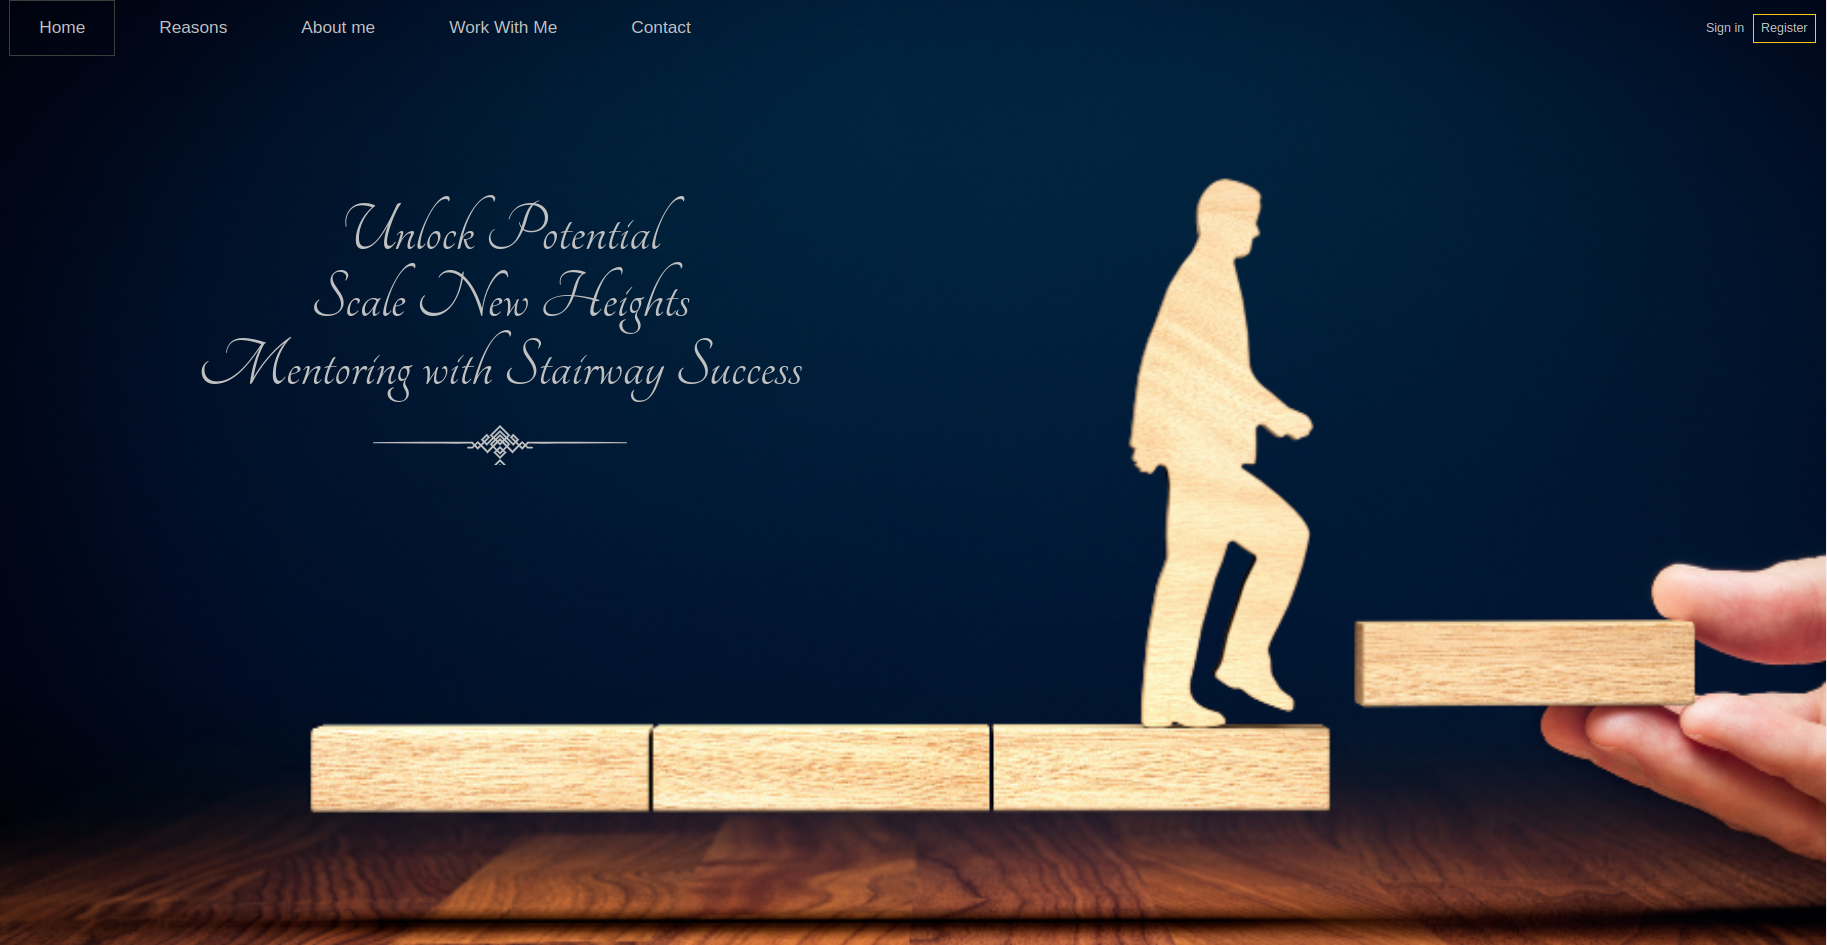 Home Reasons About me Work With Me Contact Sign in Register
Unlock Potential
Scale New Heights
Mentoring with Stairway Success